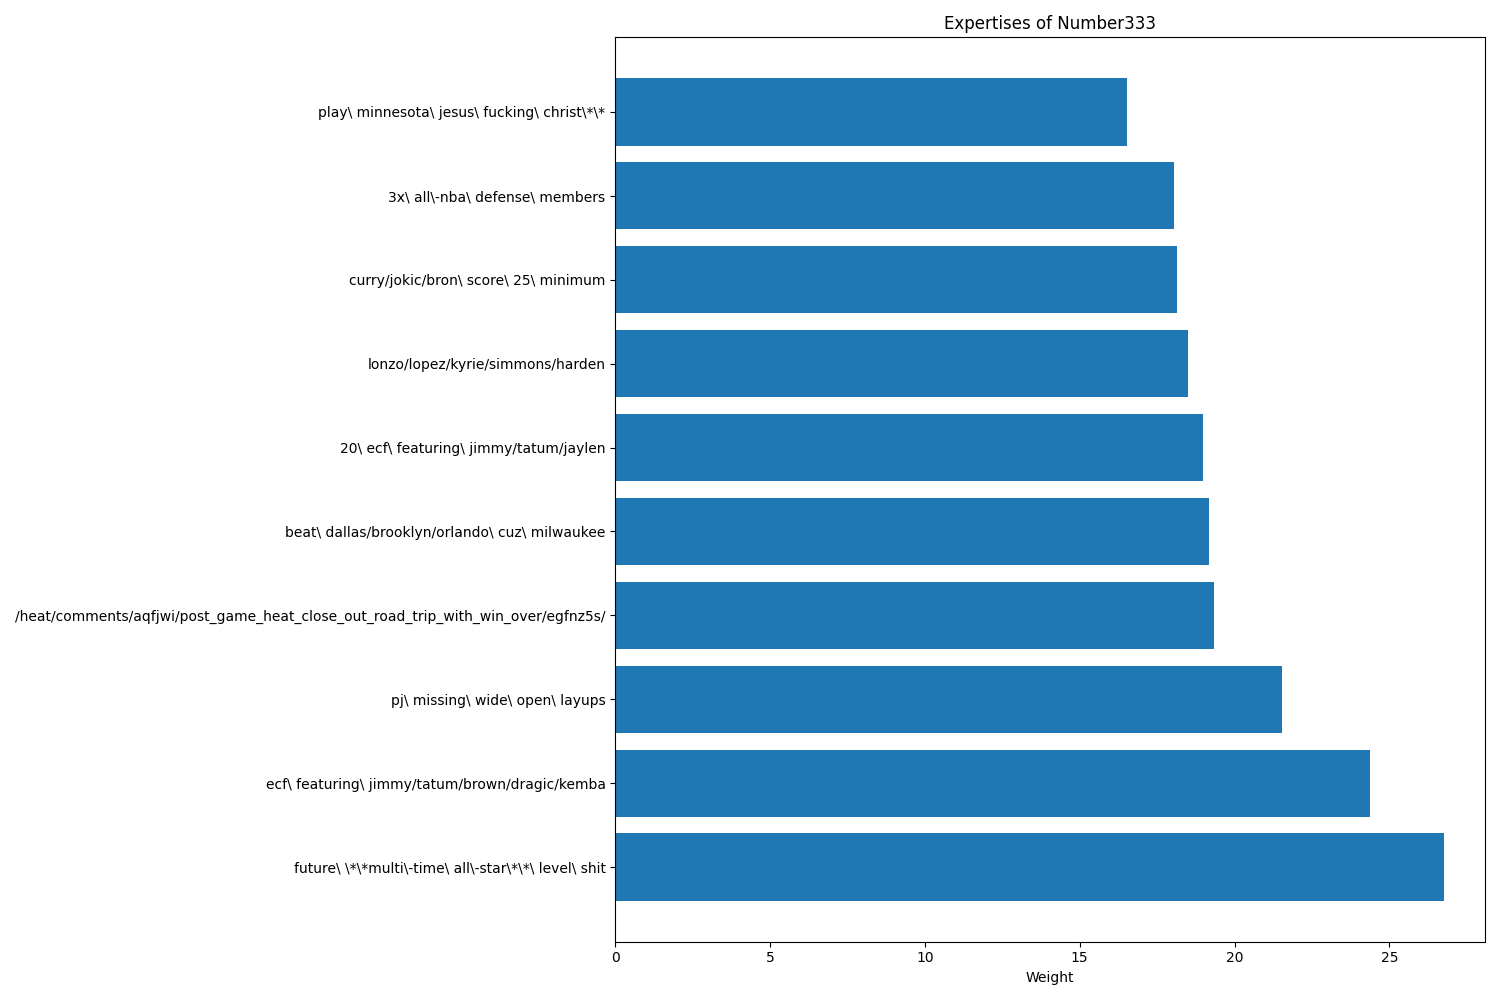 Expertises of Number333
play\ minnesota\ jesus\ fucking\ christ\*\*
3x\ all\-nba\ defense\ members
curry/jokic/bron\ score\ 25\ minimum
lonzo/lopez/kyrie/simmons/harden
20\ ecf\ featuring\ jimmy/tatum/jaylen
beat\ dallas/brooklyn/orlando\ cuz\ milwaukee
/heat/comments/aqfjwi/post_game_heat_close_out_road_trip_with_win_over/egfnz5s/
pj\ missing\ wide\ open\ layups
ecf\ featuring\ jimmy/tatum/brown/dragic/kemba
future\ \*\*multi\-time\ all\-star\*\*\ level\ shit
0 5 10 15 20 25
Weight